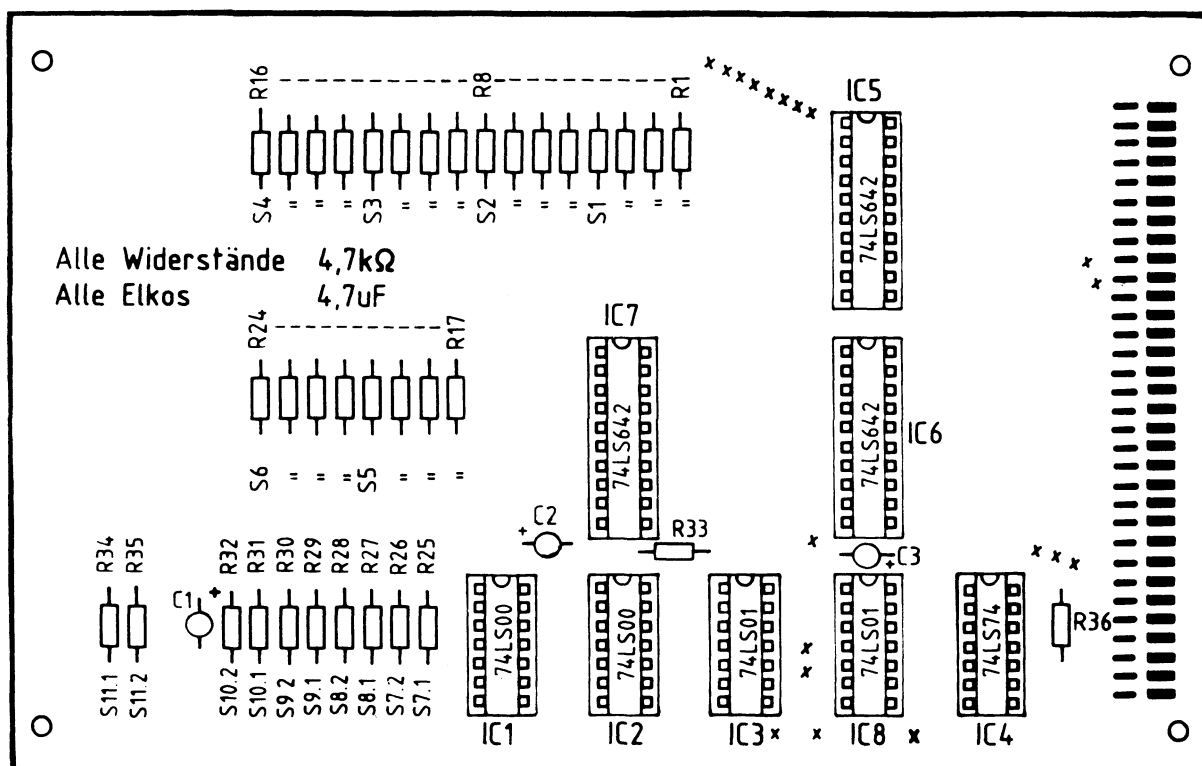 R16 R8 R1
IC5
74LS642
S4 " " " S3 " " " S2 " " " S1 " " "
Alle Widerstände 4,7kΩ
Alle Elkos 4,7uF
R24 R17
IC7
74LS642
74LS642
IC6
S6 " " " S5 " " "
C2
R33
+
C3
+
R34 R35
C1
+
R32 R31 R30 R29 R28 R27 R26 R25
R36
74LS00
74LS00
74LS01
74LS01
74LS74
S11.1 S11.2 S10.2 S10.1 S9 2 S9.1 S8.2 S8.1 S7.2 S7.1
IC1 IC2 IC3 x x IC8 x IC4